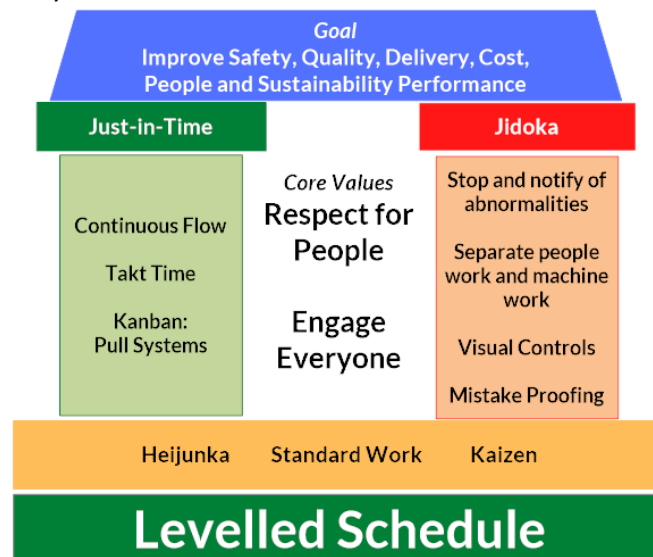 Goal
Improve Safety, Quality, Delivery, Cost,
People and Sustainability Performance
Just-in-Time
Jidoka
Continuous Flow
Takt Time
Kanban:
Pull Systems
Core Values
Respect for
People
Engage
Everyone
Stop and notify of
abnormalities
Separate people
work and machine
work
Visual Controls
Mistake Proofing
Heijunka Standard Work Kaizen
Levelled Schedule